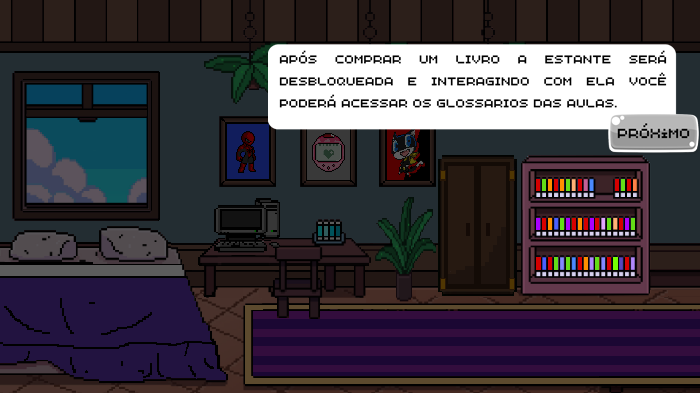 APÓS COMPRAR UM LIVRO A ESTANTE SERÁ
DESBLOQUEADA E INTERAGINDO COM ELA VOCÊ
PODERÁ ACESSAR OS GLOSSARIOS DAS AULAS.
PRÓXIMO